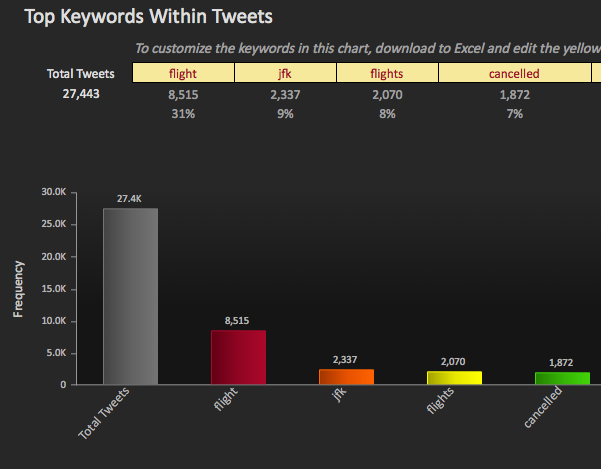 Top Keywords Within Tweets
To customize the keywords in this chart, download to Excel and edit the yellow
Total Tweets flight jfk flights cancelled
27,443 8,515 2,337 2,070 1,872
31% 9% 8% 7%
30.0K
27.4K
25.0K
20.0K
15.0K
10.0K
8,515
5.0K
2,337
2,070
1,872
0
Frequency
Total Tweets
flight
jfk
flights
cancelled